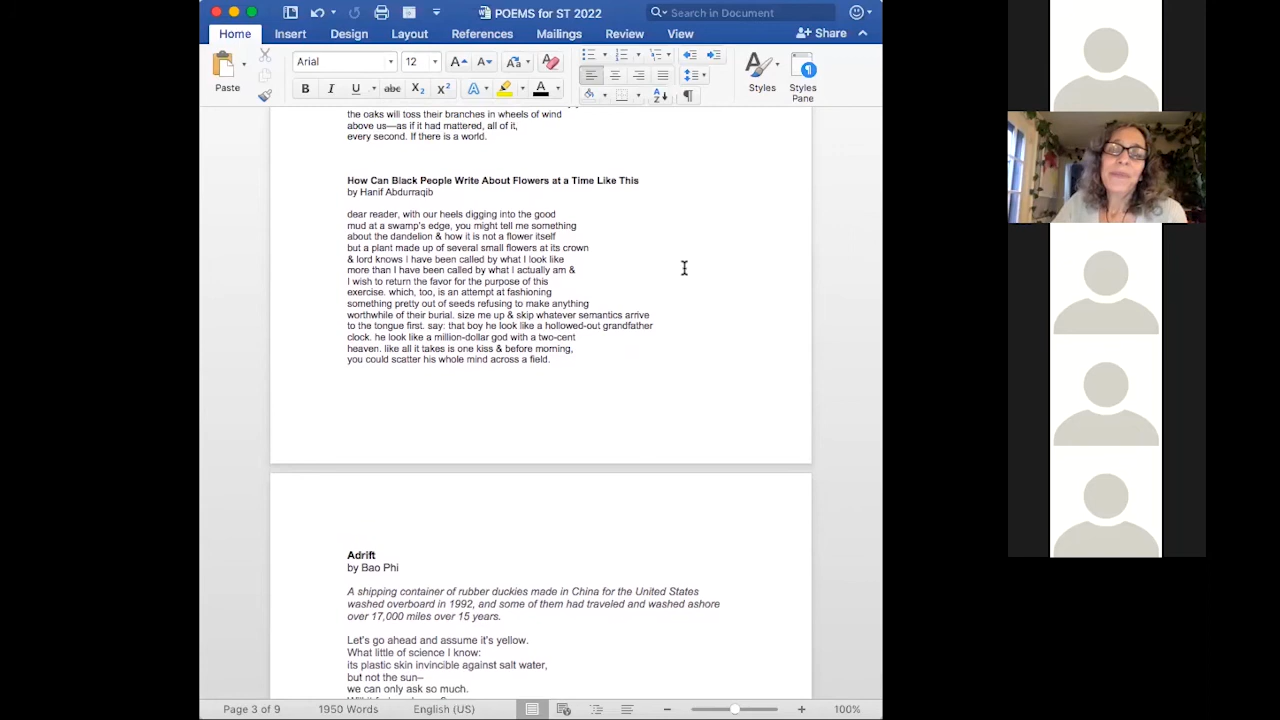 POEMS for ST 2022
Search in Document
Home Insert Design Layout References Mailings Review View Share
Paste
Arial 12
Styles
Styles Pane
the oaks will toss their branches in wheels of wind
above us—as if it had mattered, all of it,
every second. If there is a world.
How Can Black People Write About Flowers at a Time Like This
by Hanif Abdurraqib
dear reader, with our heels digging into the good
mud at a swamp's edge, you might tell me something
about the dandelion & how it is not a flower itself
but a plant made up of several small flowers at its crown
& lord knows I have been called by what I look like
more than I have been called by what I actually am &
I wish to return the favor for the purpose of this
exercise. which, too, is an attempt at fashioning
something pretty out of seeds refusing to make anything
worthwhile of their burial. size me up & skip whatever semantics arrive
to the tongue first. say: that boy he look like a hollowed-out grandfather
clock. he look like a million-dollar god with a two-cent
heaven. like all it takes is one kiss & before morning,
you could scatter his whole mind across a field.
Adrift
by Bao Phi
A shipping container of rubber duckies made in China for the United States
washed overboard in 1992, and some of them had traveled and washed ashore
over 17,000 miles over 15 years.
Let's go ahead and assume it's yellow.
What little of science I know:
its plastic skin invincible against salt water,
but not the sun–
we can only ask so much.
Page 3 of 9 1950 Words English (US) 100%